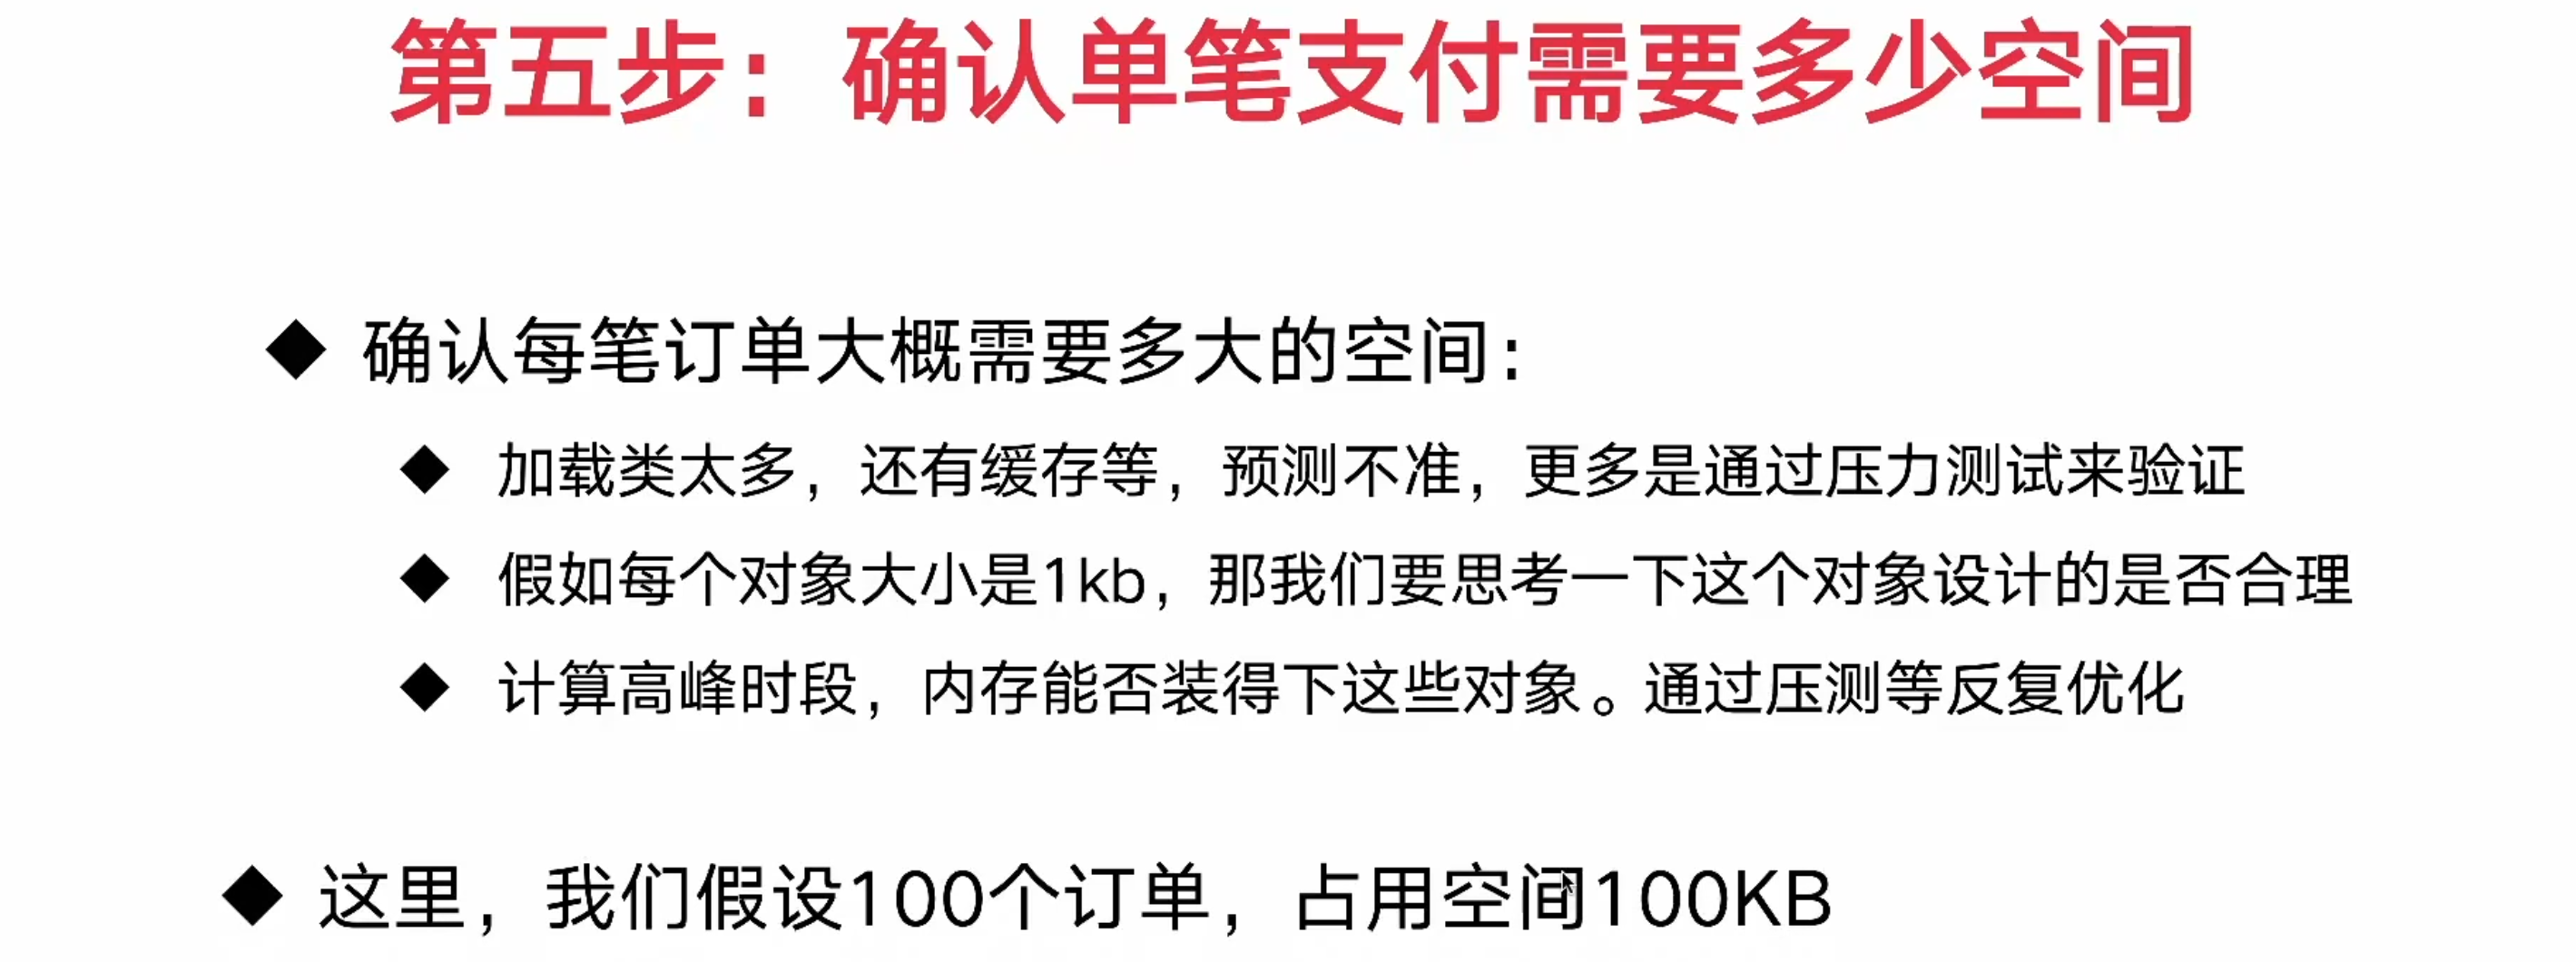 第五步：确认单笔支付需要多少空间
◆ 确认每笔订单大概需要多大的空间：
◆ 加载类太多，还有缓存等，预测不准，更多是通过压力测试来验证
◆ 假如每个对象大小是1kb，那我们要思考一下这个对象设计的是否合理
◆ 计算高峰时段，内存能否装得下这些对象。通过压测等反复优化
◆ 这里，我们假设100个订单，占用空间100KB